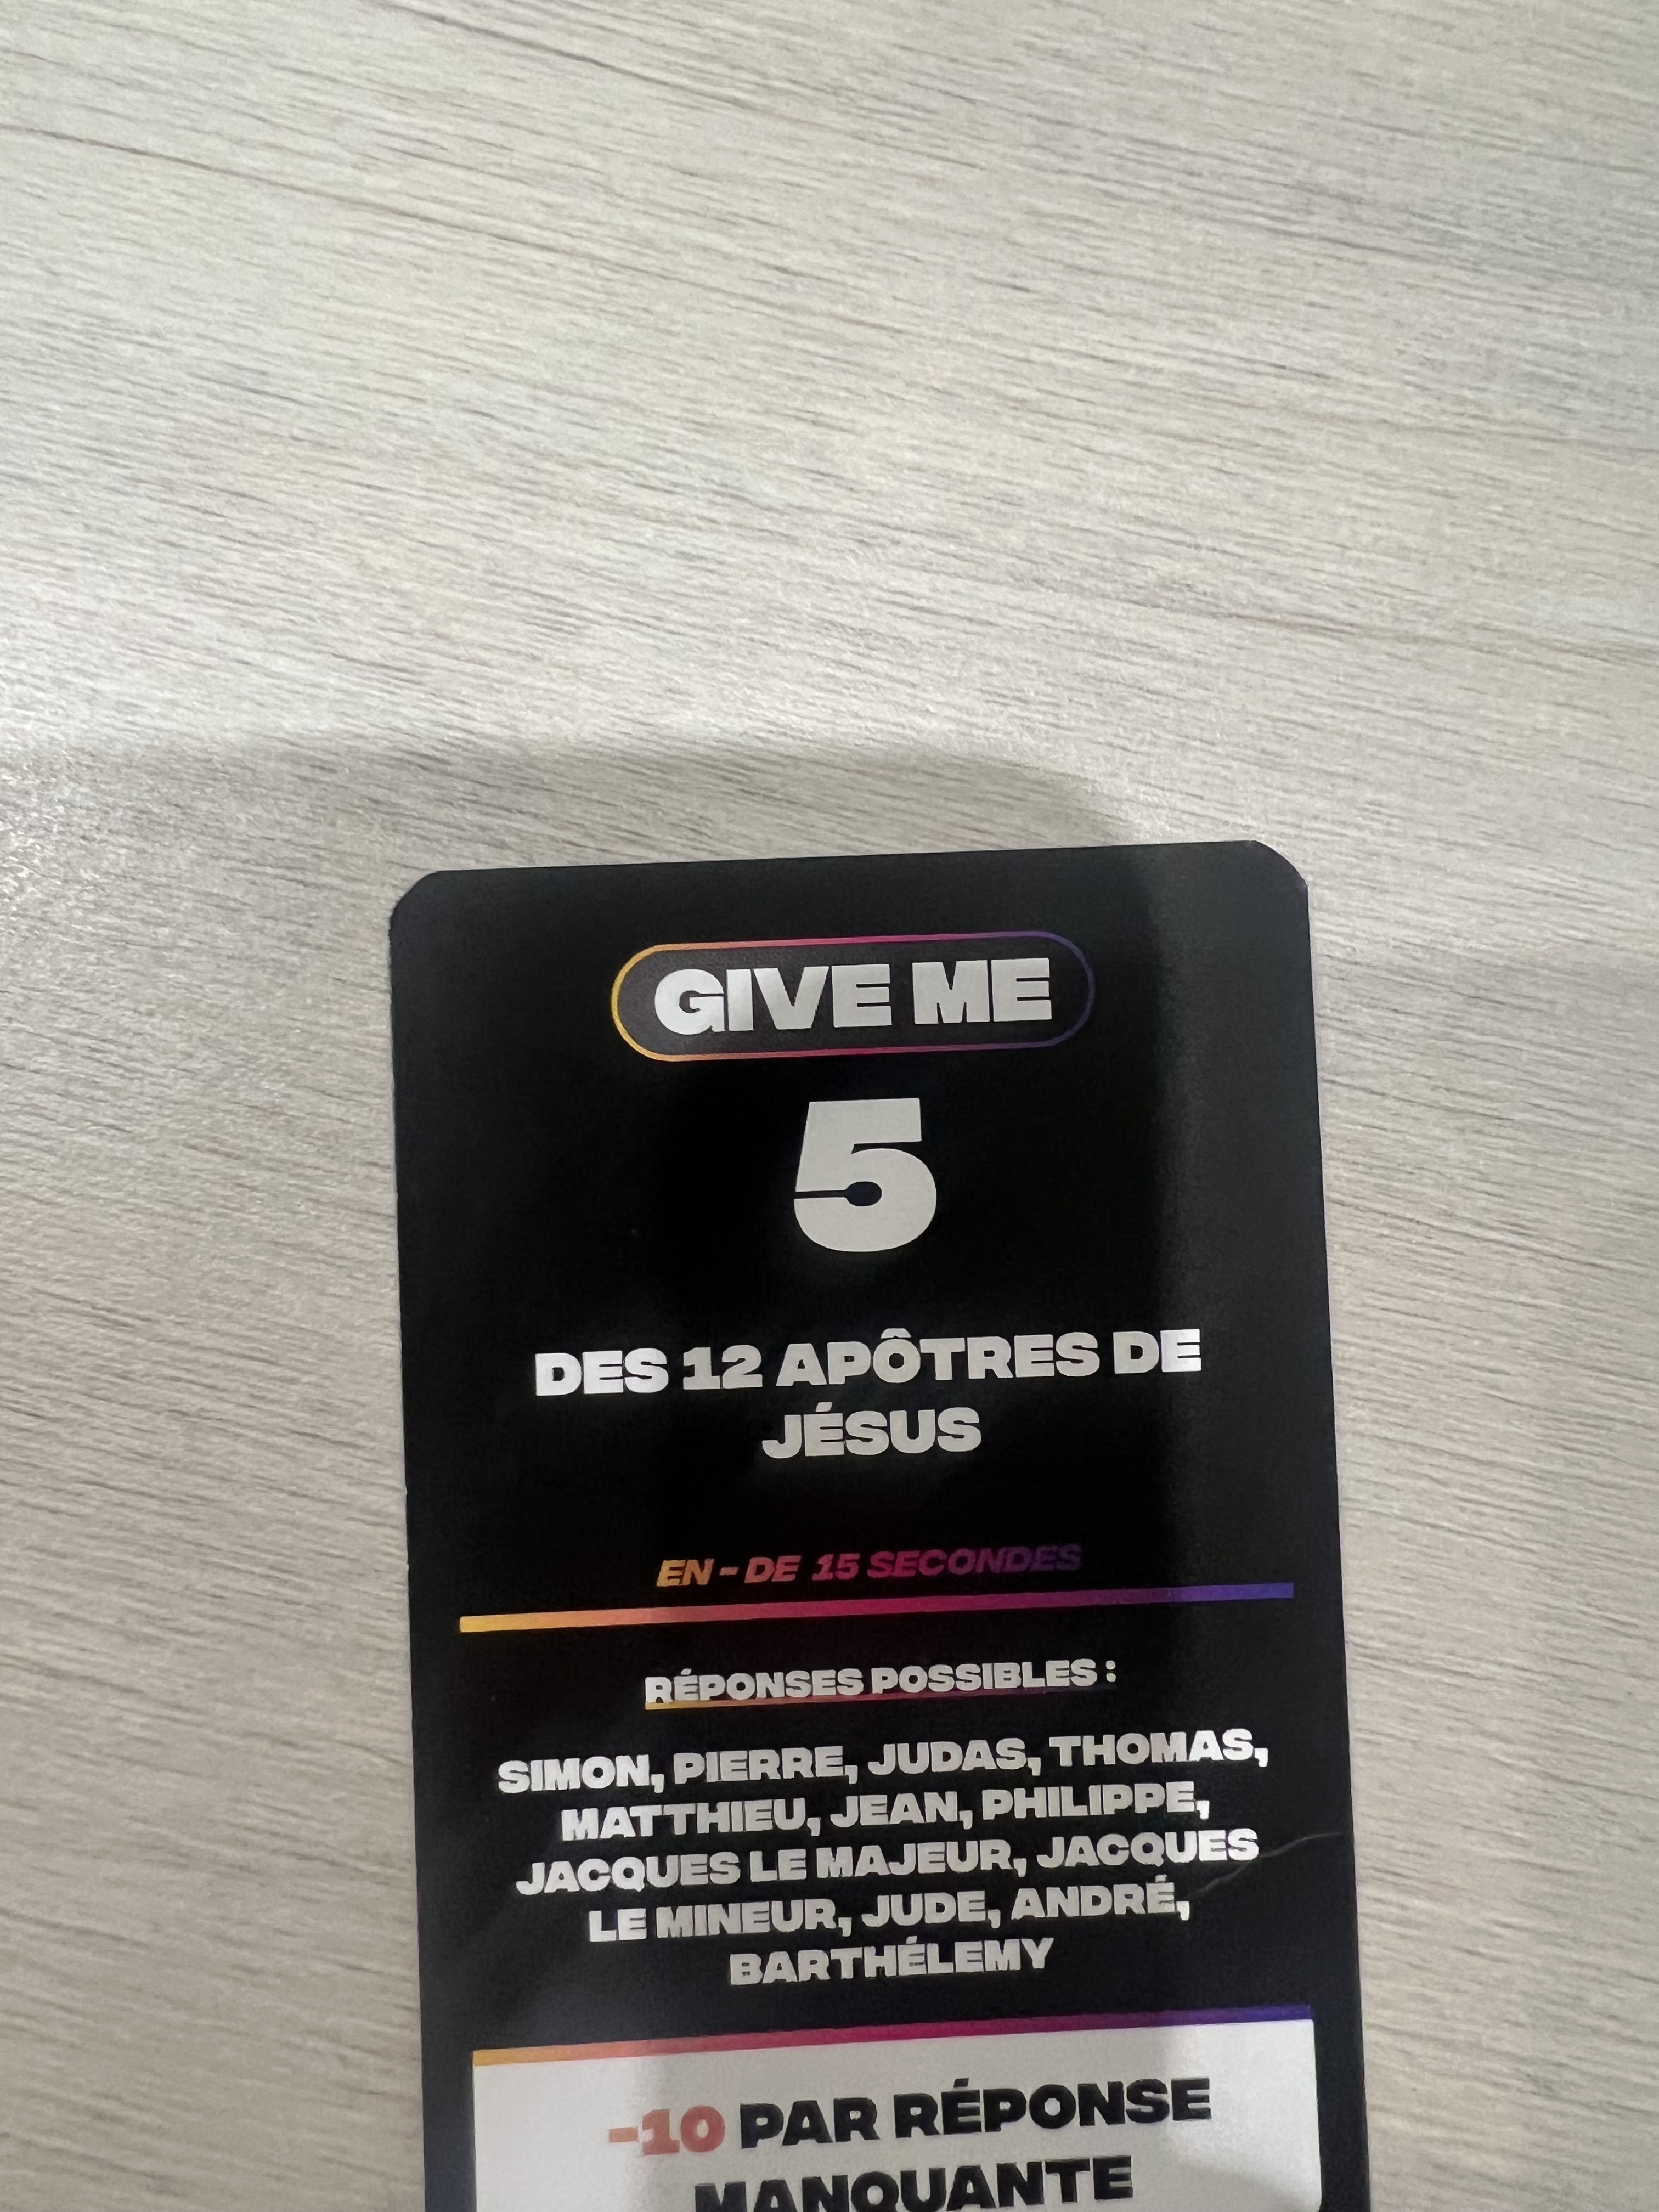 GIVE ME
5
DES 12 APÔTRES DE
JÉSUS
EN - DE 15 SECONDES
RÉPONSES POSSIBLES :
SIMON, PIERRE, JUDAS, THOMAS,
MATTHIEU, JEAN, PHILIPPE,
JACQUES LE MAJEUR, JACQUES
LE MINEUR, JUDE, ANDRÉ,
BARTHÉLEMY
-10 PAR RÉPONSE
MANQUANTE